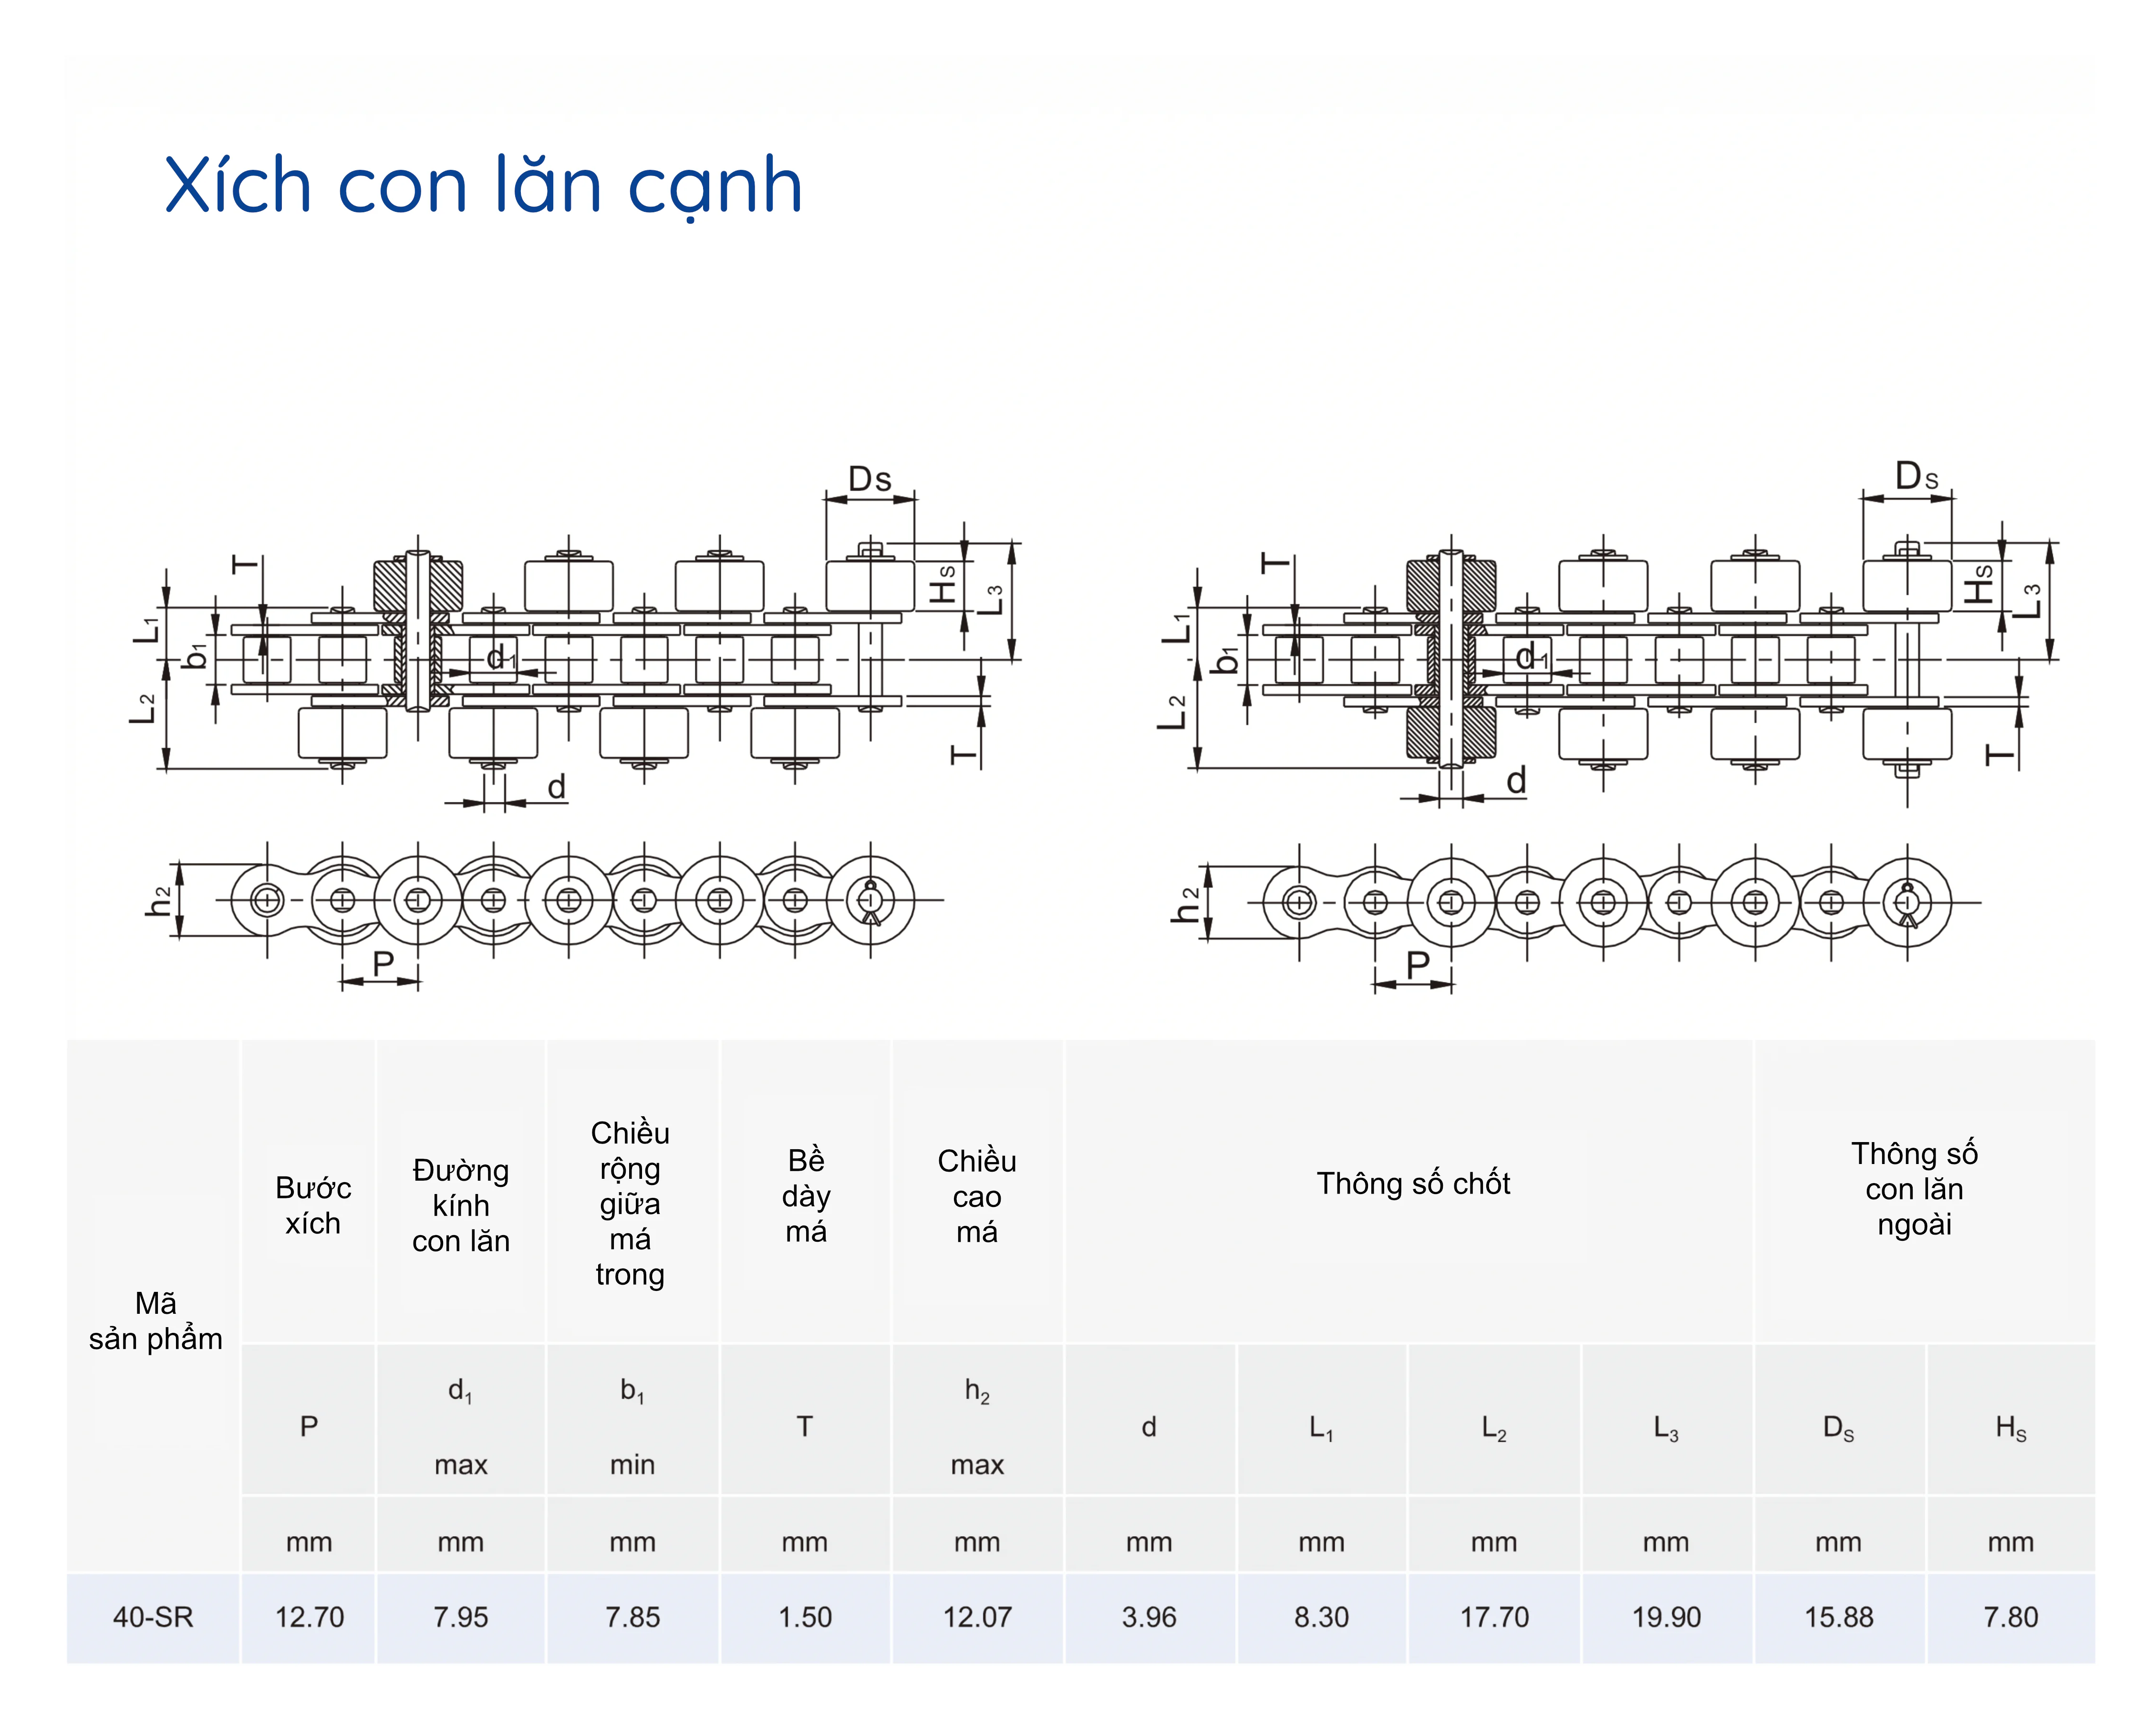 Xích con lăn cạnh
Ds
T
Hs
L3
L1
b1
d1
L2
T
d
h2
P
Ds
T
Hs
L3
L1
b1
d1
L2
T
d
h2
P
Mã
sản phẩm
Bước
xích
Đường
kính
con lăn
Chiều
rộng
giữa
má
trong
Bề
dày
má
Chiều
cao
má
Thông số chốt
Thông số
con lăn
ngoài
P
d1
max
b1
min
T
h2
max
d
L1
L2
L3
DS
HS
mm mm mm mm mm mm mm mm mm mm mm
40-SR 12.70 7.95 7.85 1.50 12.07 3.96 8.30 17.70 19.90 15.88 7.80